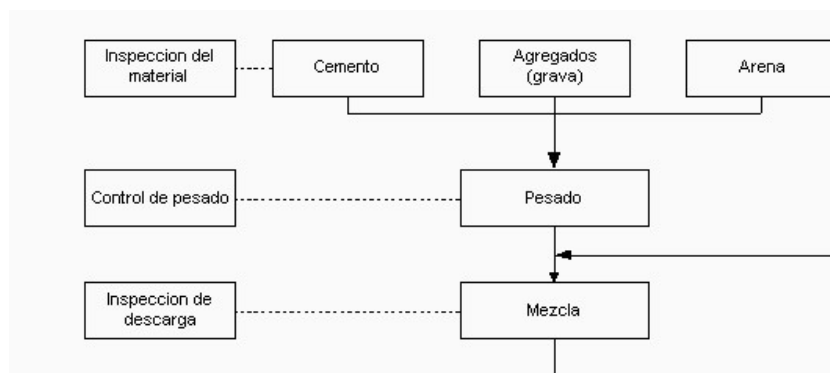 Inspeccion del
material
Cemento
Agregados
(grava)
Arena
Control de pesado
Pesado
Inspeccion de
descarga
Mezcla